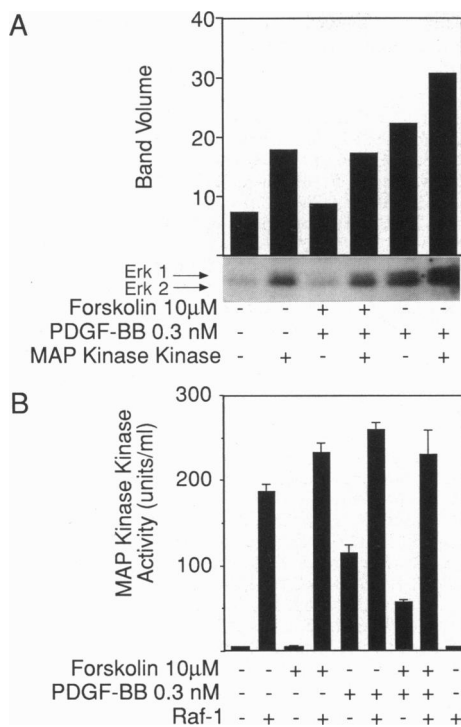 A
40
30
20
10
Band Volume
Erk 1
Erk 2
Forskolin 10µM - - + + - -
PDGF-BB 0.3 nM - - + + + +
MAP Kinase Kinase - + - + - +
B
300
200
100
MAP Kinase Kinase
Activity (units/ml)
Forskolin 10µM - - + + - - + + -
PDGF-BB 0.3 nM - - - - + + + + -
Raf-1 - + - + - + - + +